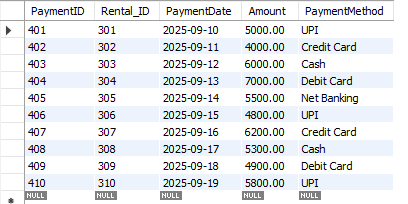 PaymentID Rental_ID PaymentDate Amount PaymentMethod
401 301 2025-09-10 5000.00 UPI
402 302 2025-09-11 4000.00 Credit Card
403 303 2025-09-12 6000.00 Cash
404 304 2025-09-13 7000.00 Debit Card
405 305 2025-09-14 5500.00 Net Banking
406 306 2025-09-15 4800.00 UPI
407 307 2025-09-16 6200.00 Credit Card
408 308 2025-09-17 5300.00 Cash
409 309 2025-09-18 4900.00 Debit Card
410 310 2025-09-19 5800.00 UPI
NULL NULL NULL NULL NULL